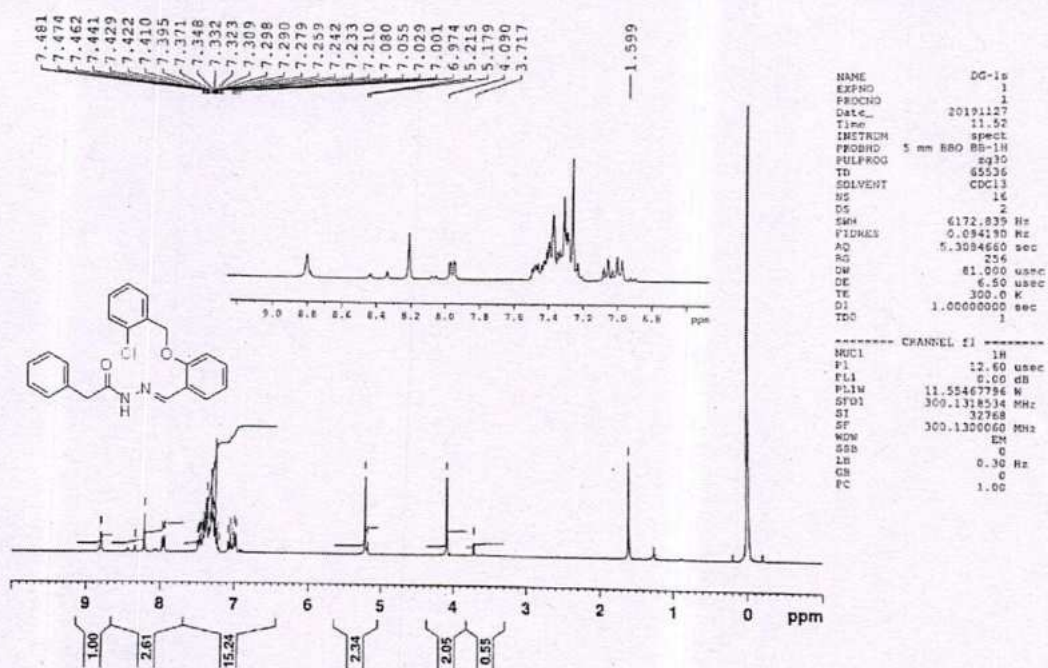 7.481
7.474
7.462
7.441
7.429
7.422
7.410
7.395
7.371
7.348
7.332
7.323
7.309
7.298
7.290
7.279
7.259
7.242
7.233
7.210
7.080
7.055
7.029
7.001
6.974
5.215
5.179
4.090
3.717
1.599
NAME DG-1s
EXPNO 1
PROCNO 1
Date_ 20191127
Time 11.52
INSTRUM spect
PROBHD 5 mm BBO BB-1H
PULPROG zg30
TD 65536
SOLVENT CDCl3
NS 16
DS 2
SWH 6172.839 Hz
FIDRES 0.094190 Hz
AQ 5.3084660 sec
RG 256
DW 81.000 usec
DE 6.50 usec
TE 300.0 K
D1 1.00000000 sec
TD0 1
======== CHANNEL f1 ========
NUC1 1H
P1 12.60 usec
PL1 0.00 dB
PL1W 11.55467796 W
SFO1 300.1318534 MHz
SI 32768
SF 300.1300060 MHz
WDW EM
SSB 0
LB 0.30 Hz
GB 0
PC 1.00
9.0 8.8 8.6 8.4 8.2 8.0 7.8 7.6 7.4 7.2 7.0 6.8 ppm
Cl
O
O
N
N
H
9 8 7 6 5 4 3 2 1 0 ppm
1.00 2.61 15.24 2.34 2.05 0.55